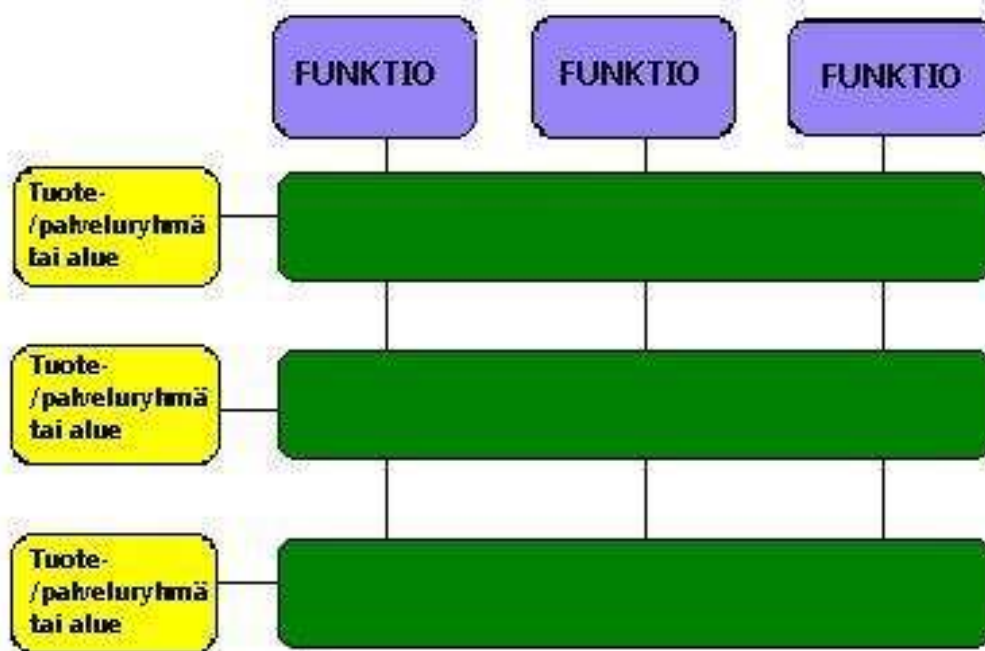 FUNKTIO FUNKTIO FUNKTIO
Tuote-
/palveluryhmä
tai alue
Tuote-
/palveluryhmä
tai alue
Tuote-
/palveluryhmä
tai alue